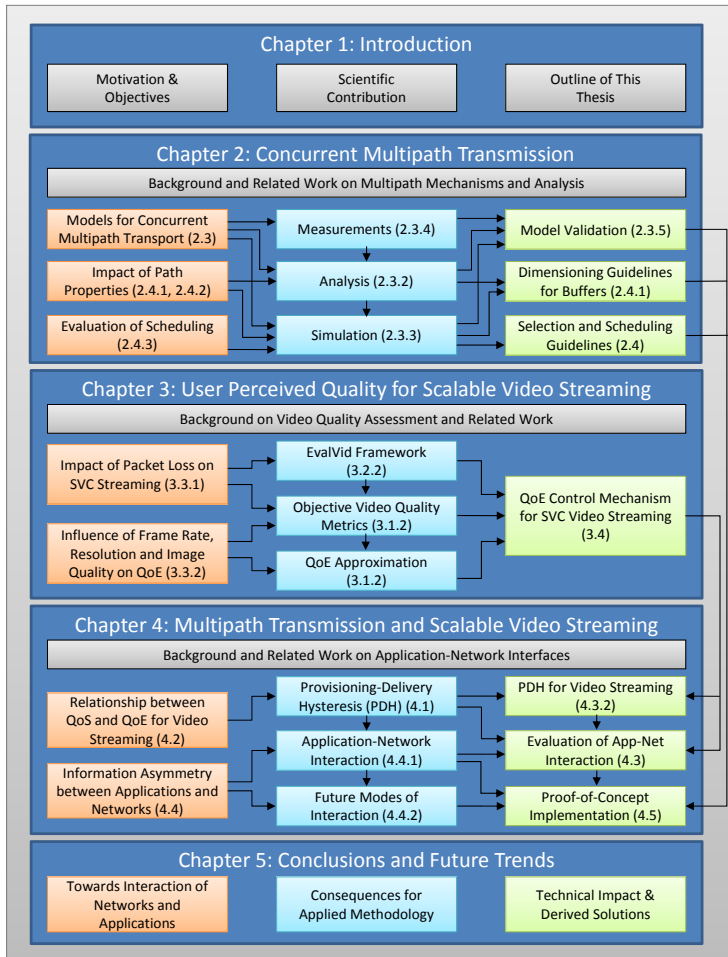 Chapter 1: Introduction
Motivation &
Objectives
Scientific
Contribution
Outline of This
Thesis
Chapter 2: Concurrent Multipath Transmission
Background and Related Work on Multipath Mechanisms and Analysis
Models for Concurrent
Multipath Transport (2.3)
Measurements (2.3.4)
Model Validation (2.3.5)
Impact of Path
Properties (2.4.1, 2.4.2)
Analysis (2.3.2)
Dimensioning Guidelines
for Buffers (2.4.1)
Evaluation of Scheduling
(2.4.3)
Simulation (2.3.3)
Selection and Scheduling
Guidelines (2.4)
Chapter 3: User Perceived Quality for Scalable Video Streaming
Background on Video Quality Assessment and Related Work
Impact of Packet Loss on
SVC Streaming (3.3.1)
Influence of Frame Rate,
Resolution and Image
Quality on QoE (3.3.2)
EvalVid Framework
(3.2.2)
Objective Video Quality
Metrics (3.1.2)
QoE Approximation
(3.1.2)
QoE Control Mechanism
for SVC Video Streaming
(3.4)
Chapter 4: Multipath Transmission and Scalable Video Streaming
Background and Related Work on Application-Network Interfaces
Relationship between
QoS and QoE for Video
Streaming (4.2)
Information Asymmetry
between Applications and
Networks (4.4)
Provisioning-Delivery
Hysteresis (PDH) (4.1)
Application-Network
Interaction (4.4.1)
Future Modes of
Interaction (4.4.2)
PDH for Video Streaming
(4.3.2)
Evaluation of App-Net
Interaction (4.3)
Proof-of-Concept
Implementation (4.5)
Chapter 5: Conclusions and Future Trends
Towards Interaction of
Networks and
Applications
Consequences for
Applied Methodology
Technical Impact &
Derived Solutions